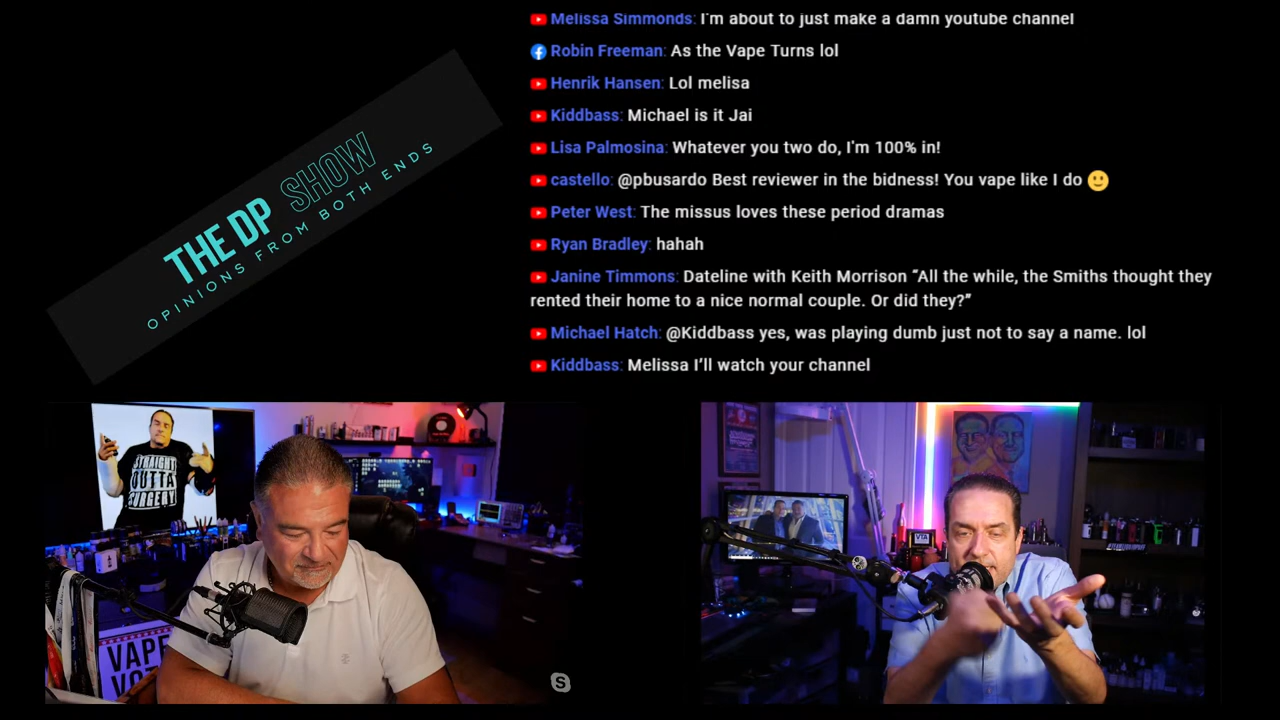 Melissa Simmonds: I'm about to just make a damn youtube channel
Robin Freeman: As the Vape Turns lol
Henrik Hansen: Lol melisa
Kiddbass: Michael is it Jai
Lisa Palmosina: Whatever you two do, I'm 100% in!
castello: @pbusardo Best reviewer in the bidness! You vape like I do 🙂
Peter West: The missus loves these period dramas
Ryan Bradley: hahah
Janine Timmons: Dateline with Keith Morrison “All the while, the Smiths thought they
rented their home to a nice normal couple. Or did they?”
Michael Hatch: @Kiddbass yes, was playing dumb just not to say a name. lol
Kiddbass: Melissa I’ll watch your channel
THE DP SHOW
OPINIONS FROM BOTH ENDS
STRAIGHT
OUTTA
SURGERY
VAPE
VTA
S